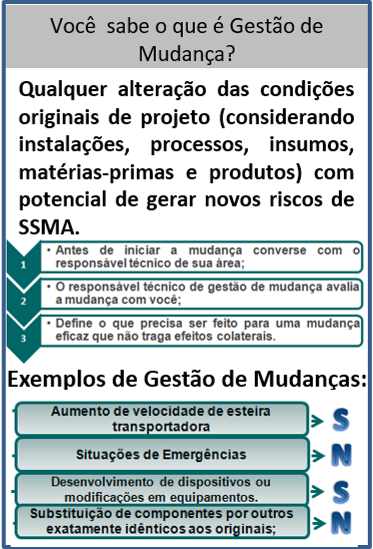 Você sabe o que é Gestão de
Mudança?
Qualquer alteração das condições
originais de projeto (considerando
instalações, processos, insumos,
matérias-primas e produtos) com
potencial de gerar novos riscos de
SSMA.
1 • Antes de iniciar a mudança converse com o
responsável técnico de sua área;
2 • O responsável técnico de gestão de mudança avalia
a mudança com você;
3 • Define o que precisa ser feito para uma mudança
eficaz que não traga efeitos colaterais.
Exemplos de Gestão de Mudanças:
Aumento de velocidade de esteira
transportadora S
Situações de Emergências N
Desenvolvimento de dispositivos ou
modificações em equipamentos. S
Substituição de componentes por outros
exatamente idênticos aos originais; N